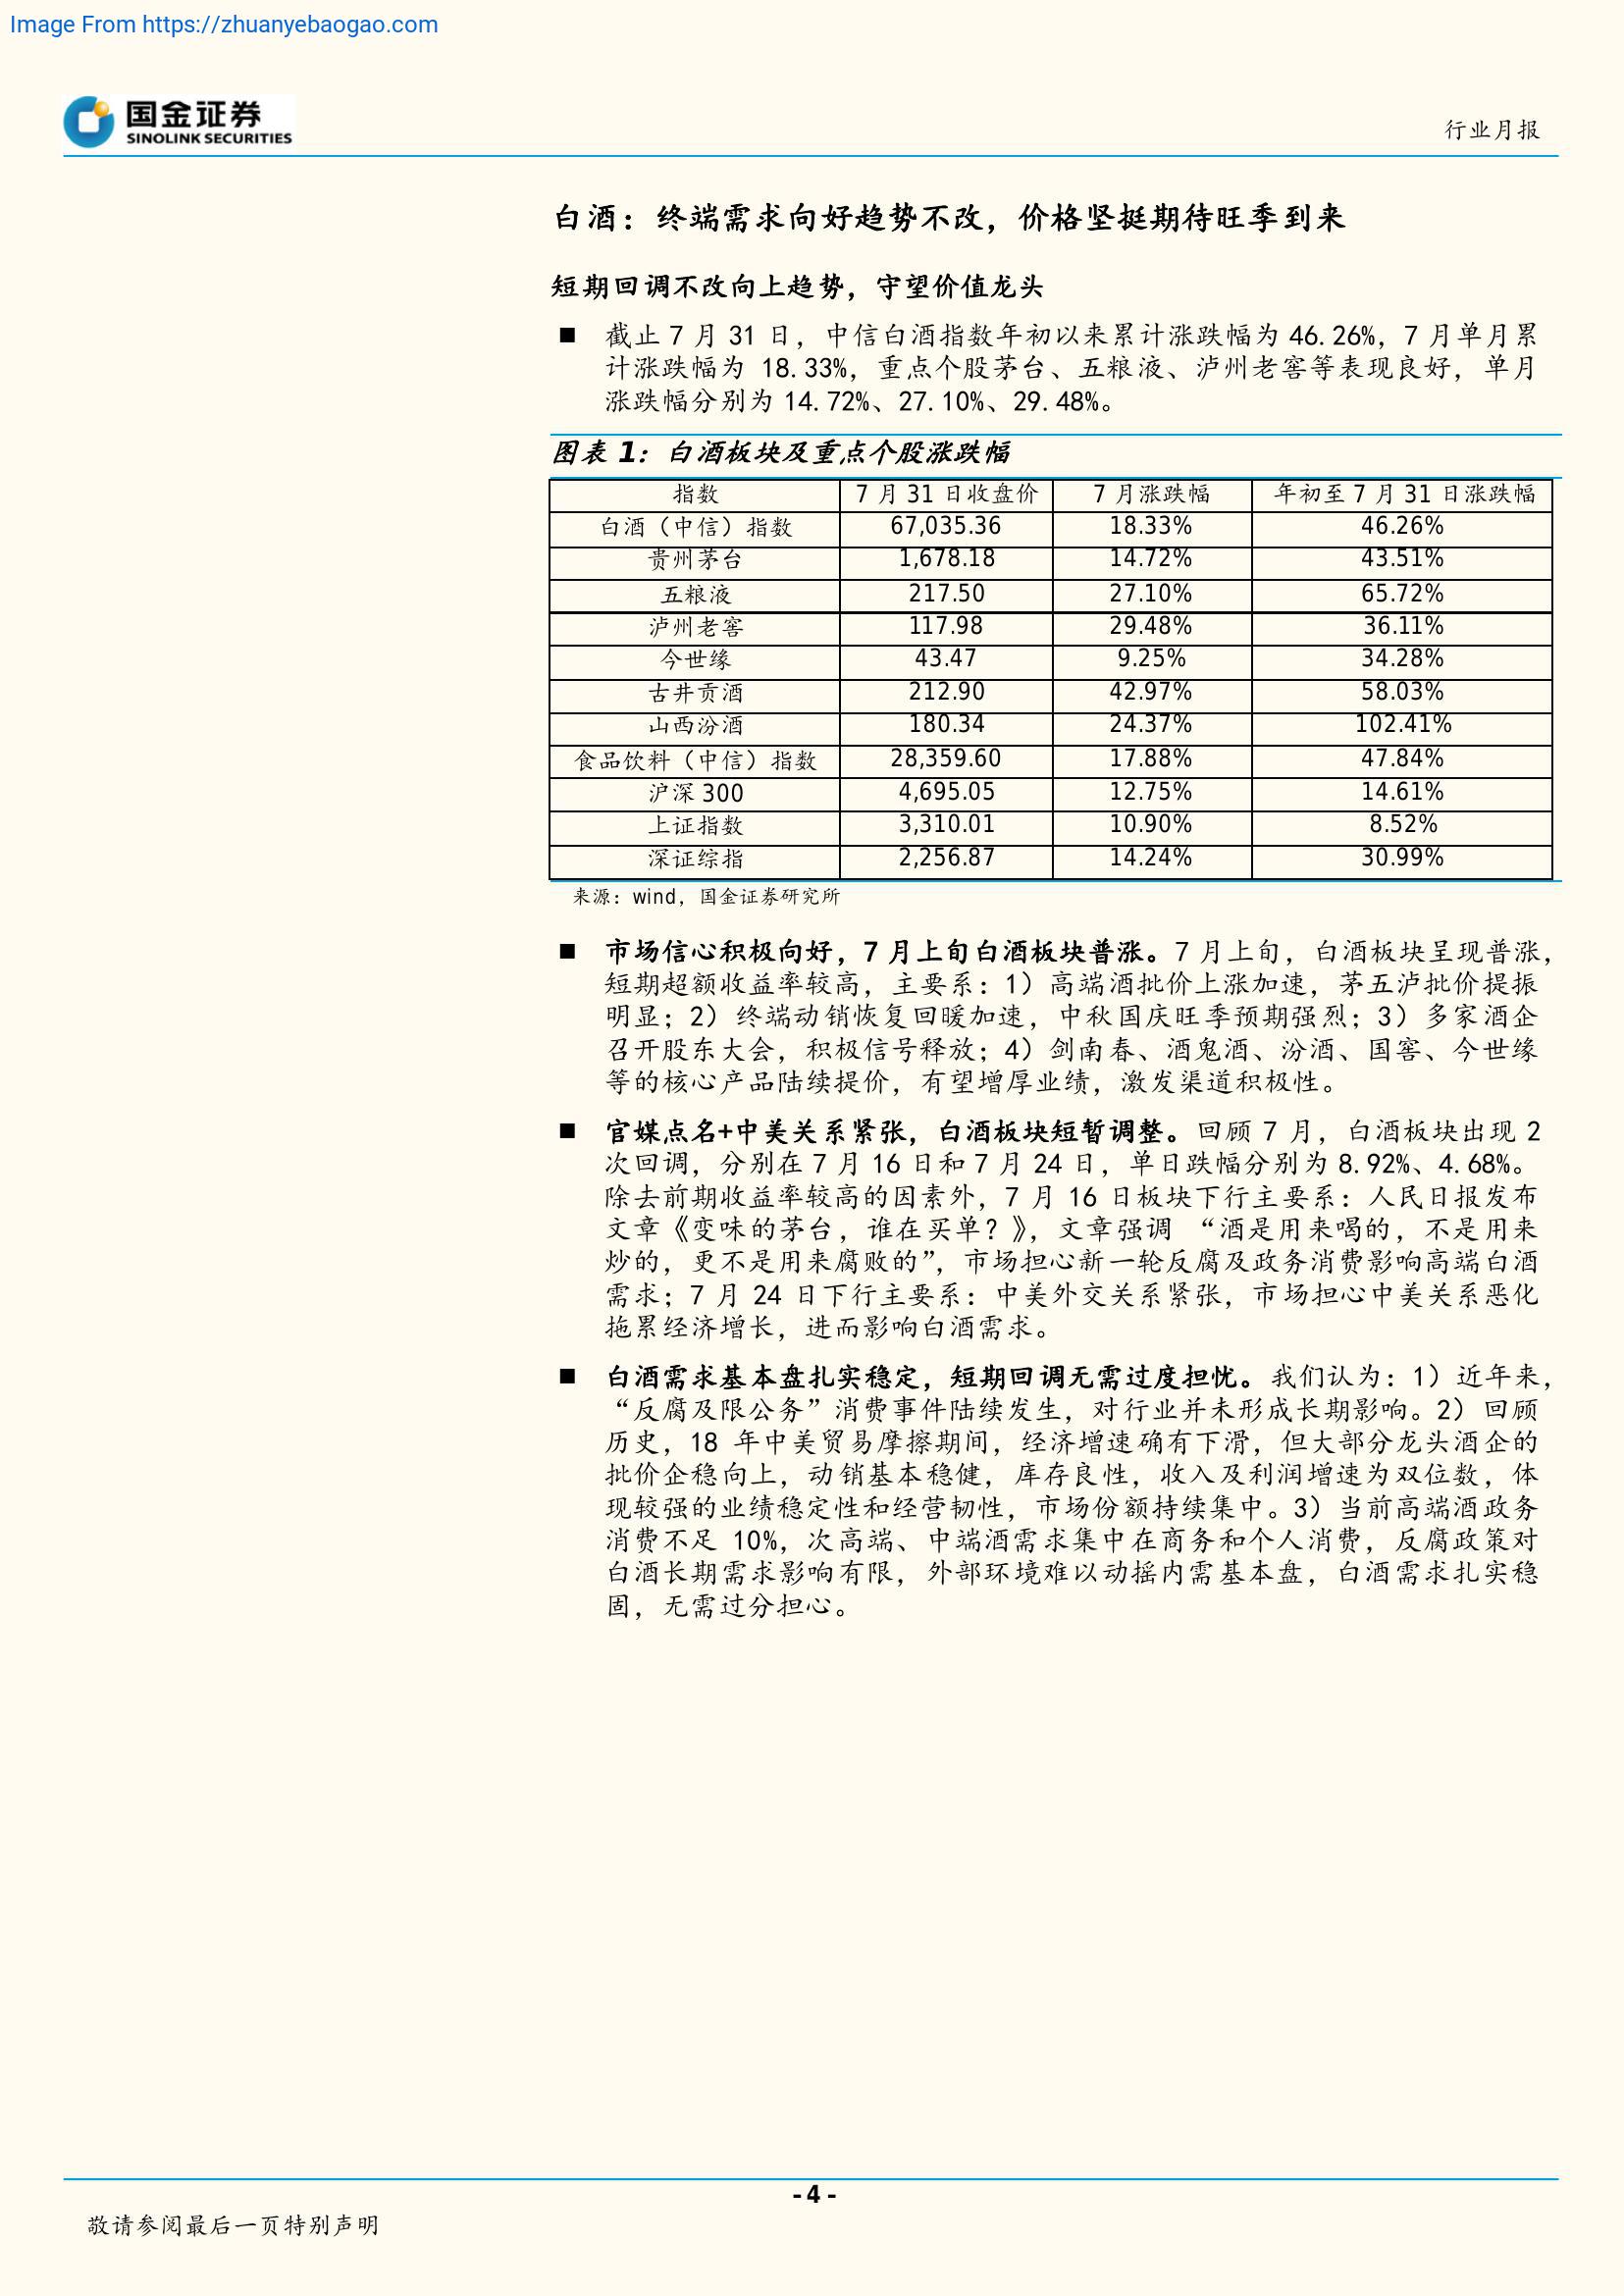 Image From https://zhuanyebaogao.com
国金证券
SINOLINK SECURITIES
行业月报
白酒：终端需求向好趋势不改，价格坚挺期待旺季到来
短期回调不改向上趋势，守望价值龙头
■ 截止 7 月 31 日，中信白酒指数年初以来累计涨跌幅为 46.26%，7 月单月累
计涨跌幅为 18.33%，重点个股茅台、五粮液、泸州老窖等表现良好，单月
涨跌幅分别为 14.72%、27.10%、29.48%。
图表 1：白酒板块及重点个股涨跌幅
指数 7 月 31 日收盘价 7 月涨跌幅 年初至 7 月 31 日涨跌幅
白酒（中信）指数 67,035.36 18.33% 46.26%
贵州茅台 1,678.18 14.72% 43.51%
五粮液 217.50 27.10% 65.72%
泸州老窖 117.98 29.48% 36.11%
今世缘 43.47 9.25% 34.28%
古井贡酒 212.90 42.97% 58.03%
山西汾酒 180.34 24.37% 102.41%
食品饮料（中信）指数 28,359.60 17.88% 47.84%
沪深 300 4,695.05 12.75% 14.61%
上证指数 3,310.01 10.90% 8.52%
深证综指 2,256.87 14.24% 30.99%
来源：wind，国金证券研究所
■ 市场信心积极向好，7 月上旬白酒板块普涨。7 月上旬，白酒板块呈现普涨，
短期超额收益率较高，主要系：1）高端酒批价上涨加速，茅五泸批价提振
明显；2）终端动销恢复回暖加速，中秋国庆旺季预期强烈；3）多家酒企
召开股东大会，积极信号释放；4）剑南春、酒鬼酒、汾酒、国窖、今世缘
等的核心产品陆续提价，有望增厚业绩，激发渠道积极性。
■ 官媒点名+中美关系紧张，白酒板块短暂调整。回顾 7 月，白酒板块出现 2
次回调，分别在 7 月 16 日和 7 月 24 日，单日跌幅分别为 8.92%、4.68%。
除去前期收益率较高的因素外，7 月 16 日板块下行主要系：人民日报发布
文章《变味的茅台，谁在买单？》，文章强调 “酒是用来喝的，不是用来
炒的，更不是用来腐败的”，市场担心新一轮反腐及政务消费影响高端白酒
需求；7 月 24 日下行主要系：中美外交关系紧张，市场担心中美关系恶化
拖累经济增长，进而影响白酒需求。
■ 白酒需求基本盘扎实稳定，短期回调无需过度担忧。我们认为：1）近年来，
“反腐及限公务”消费事件陆续发生，对行业并未形成长期影响。2）回顾
历史，18 年中美贸易摩擦期间，经济增速确有下滑，但大部分龙头酒企的
批价企稳向上，动销基本稳健，库存良性，收入及利润增速为双位数，体
现较强的业绩稳定性和经营韧性，市场份额持续集中。3）当前高端酒政务
消费不足 10%，次高端、中端酒需求集中在商务和个人消费，反腐政策对
白酒长期需求影响有限，外部环境难以动摇内需基本盘，白酒需求扎实稳
固，无需过分担心。
- 4 -
敬请参阅最后一页特别声明